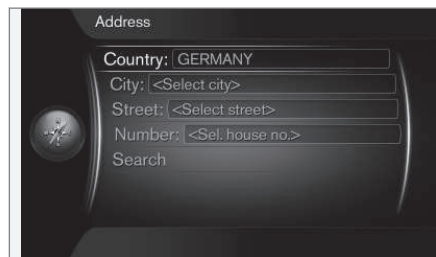 Address
Country: GERMANY
City: <Select city>
Street: <Select street>
Number: <Sel. house no.>
Search